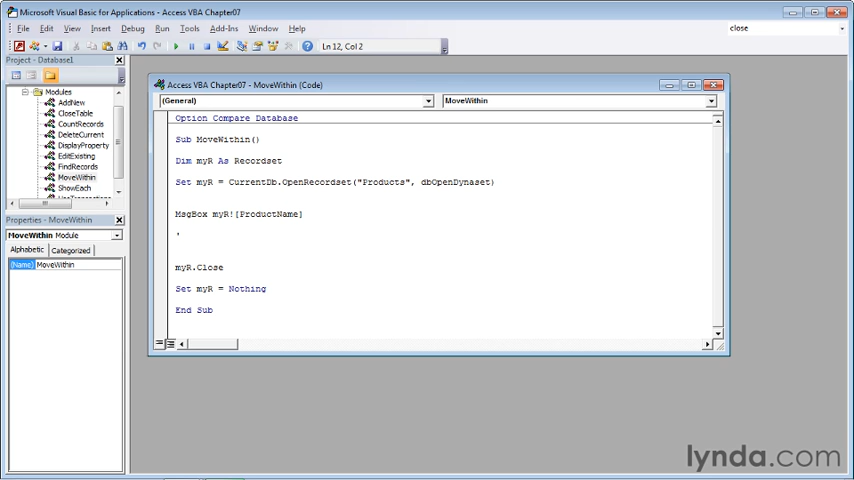 Microsoft Visual Basic for Applications - Access VBA Chapter07
File Edit View Insert Debug Run Tools Add-Ins Window Help
close
Ln 12, Col 2
Project - Database1
Modules
AddNew
CloseTable
CountRecords
DeleteCurrent
DisplayProperty
EditExisting
FindRecords
MoveWithin
ShowEach
Properties - MoveWithin
MoveWithin Module
Alphabetic Categorized
(Name) MoveWithin
Access VBA Chapter07 - MoveWithin (Code)
(General) MoveWithin
Option Compare Database
Sub MoveWithin()
Dim myR As Recordset
Set myR = CurrentDb.OpenRecordset("Products", dbOpenDynaset)
MsgBox myR![ProductName]
'
myR.Close
Set myR = Nothing
End Sub
lynda.com